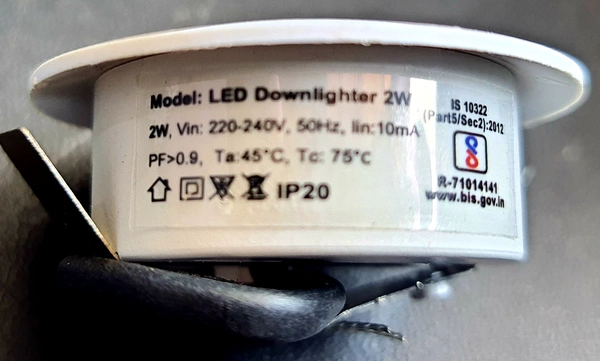 Model: LED Downlighter 2W
2W, Vin: 220-240V, 50Hz, Iin:10mA
PF>0.9, Ta:45°C, Tc: 75°C
IP20
IS 10322
(Part5/Sec2):2012
R-71014141
www.bis.gov.in